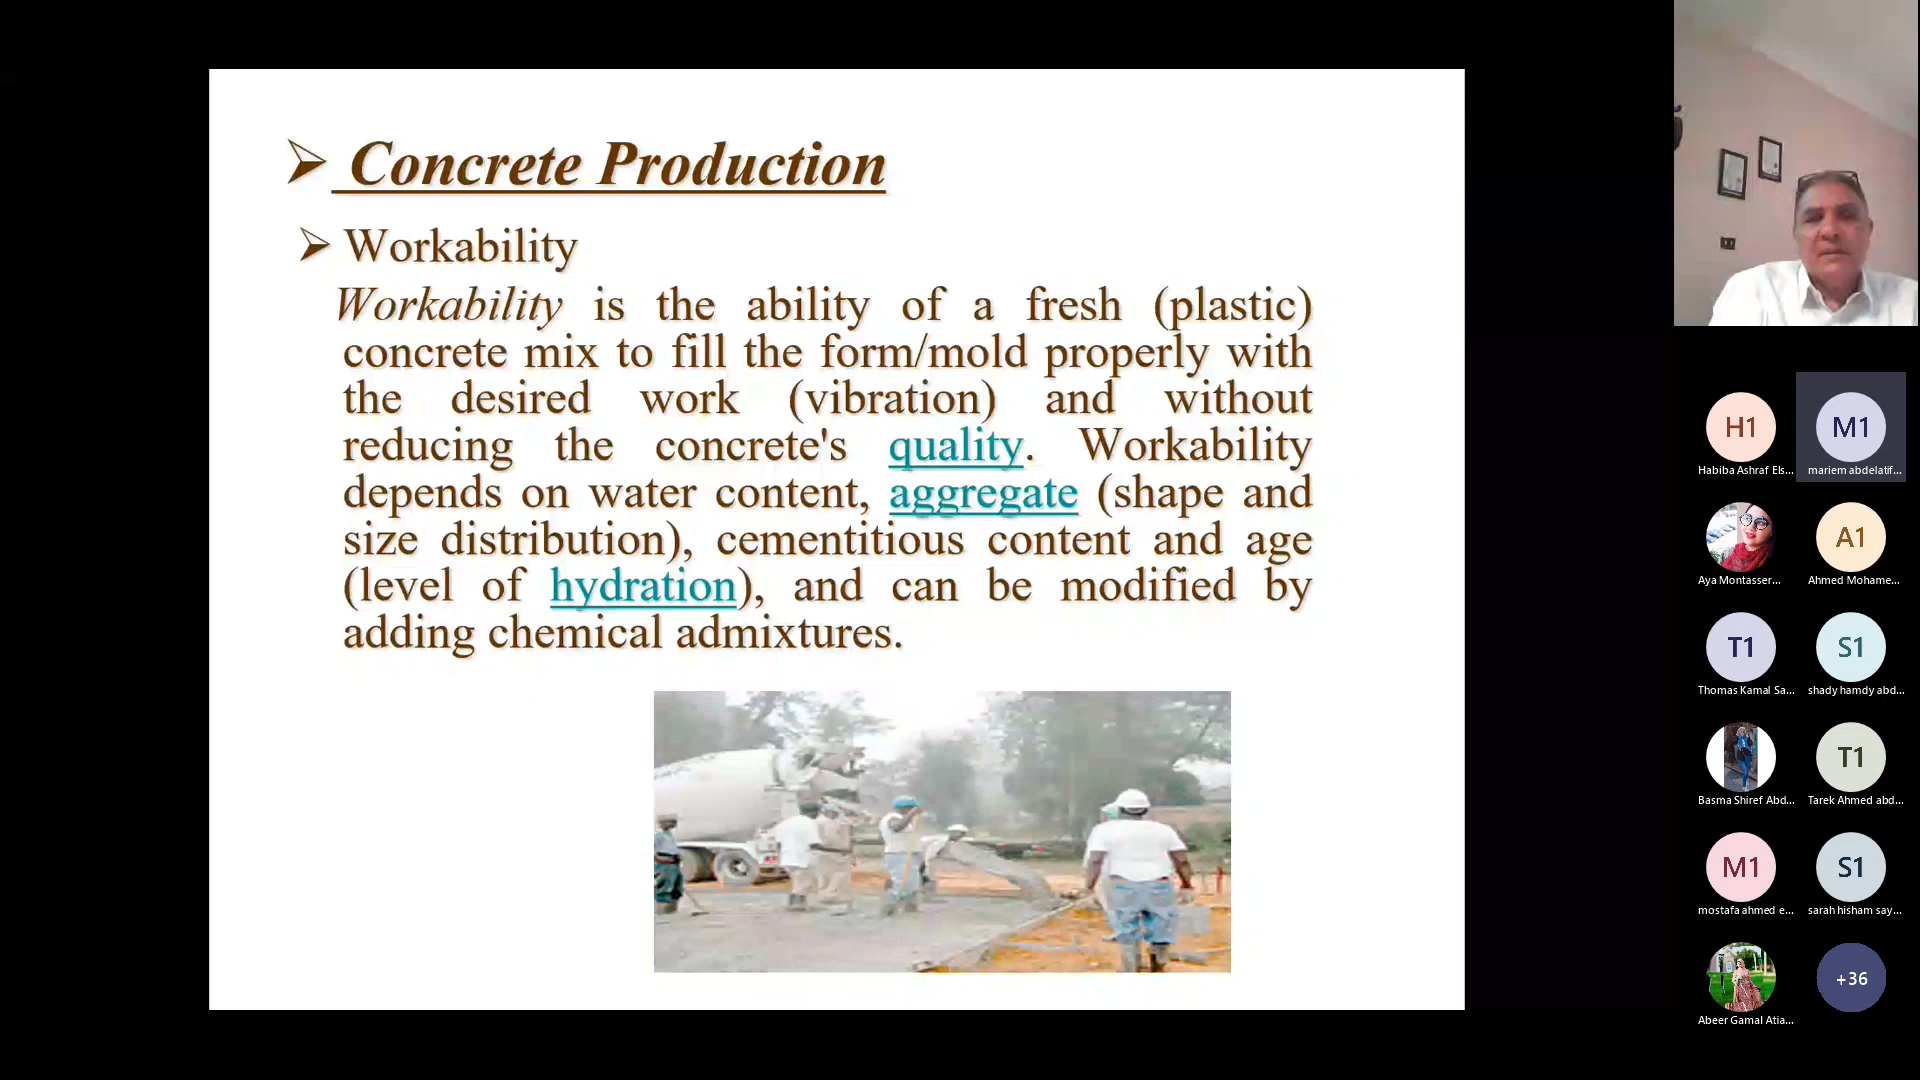 Concrete Production
Workability
Workability is the ability of a fresh (plastic)
concrete mix to fill the form/mold properly with
the desired work (vibration) and without
reducing the concrete's quality. Workability
depends on water content, aggregate (shape and
size distribution), cementitious content and age
(level of hydration), and can be modified by
adding chemical admixtures.
H1
Habiba Ashraf Els...
M1
mariem abdelatif...
Aya Montasser...
A1
Ahmed Mohame...
T1
Thomas Kamal Sa...
S1
shady hamdy abd...
Basma Shiref Abd...
T1
Tarek Ahmed abd...
M1
mostafa ahmed e...
S1
sarah hisham say...
Abeer Gamal Atia...
+36